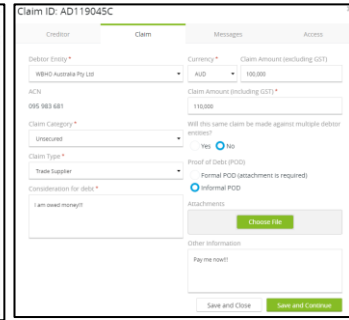 Claim ID: AD119045C
Creditor
Claim
Messages
Access
Debtor Entity *
WBHO Australia Pty Ltd
ACN
095 983 681
Claim Category *
Unsecured
Claim Type *
Trade Supplier
Consideration for debt *
I am owed money!!!
Currency *
AUD
Claim Amount (excluding GST)
100,000
Claim Amount (including GST) *
110,000
Will this same claim be made against multiple debtor
entities?
Yes No
Proof of Debt (POD)
Formal POD (attachment is required)
Informal POD
Attachments
Choose File
Other Information
Pay me now!!!
Save and Close
Save and Continue